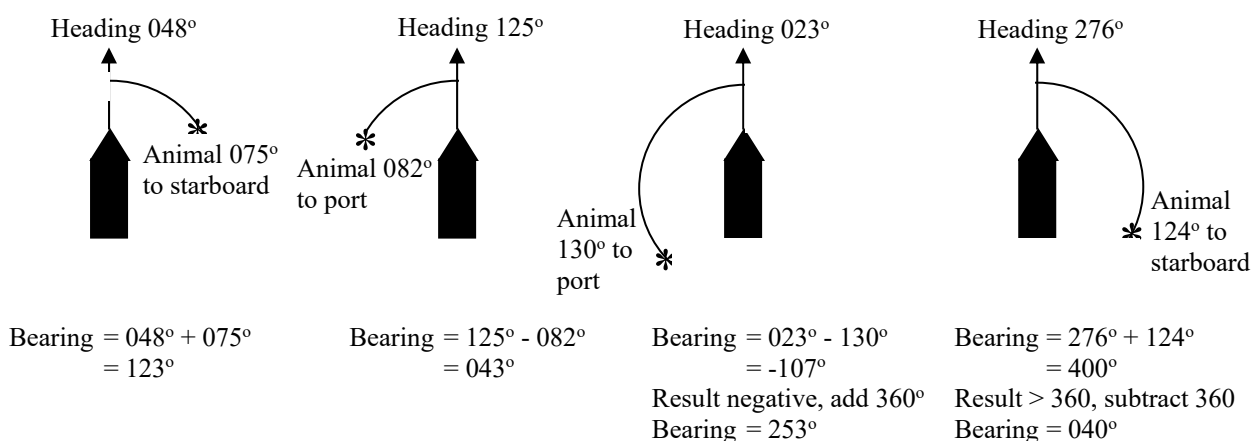 Heading 048°
Heading 125°
Heading 023°
Heading 276°
Animal 075°
to starboard
Animal 082°
to port
Animal
130° to
port
Animal
124° to
starboard
Bearing = 048° + 075°
= 123°
Bearing = 125° - 082°
= 043°
Bearing = 023° - 130°
= -107°
Result negative, add 360°
Bearing = 253°
Bearing = 276° + 124°
= 400°
Result > 360, subtract 360
Bearing = 040°